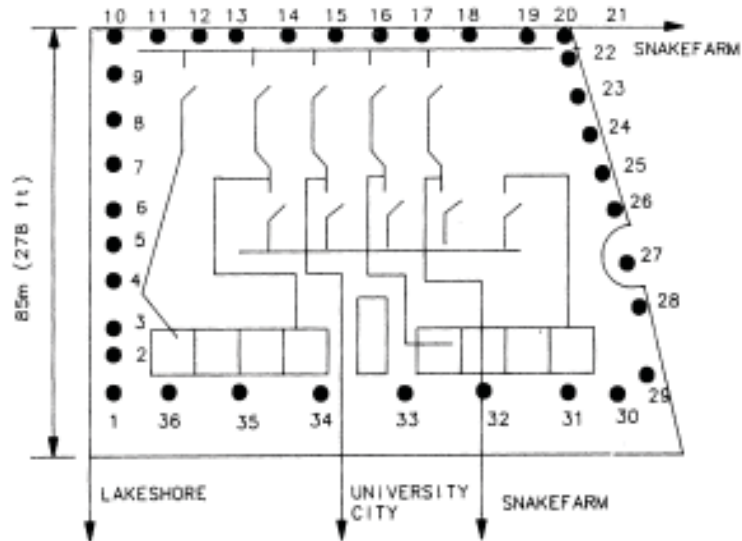 10 11 12 13 14 15 16 17 18 19 20 21
SNAKEFARM
22
9
23
8
24
7
25
6
26
5
27
4
28
3
2
29
1 36 35 34 33 32 31 30
85m (278 ft)
LAKESHORE
UNIVERSITY
CITY
SNAKEFARM